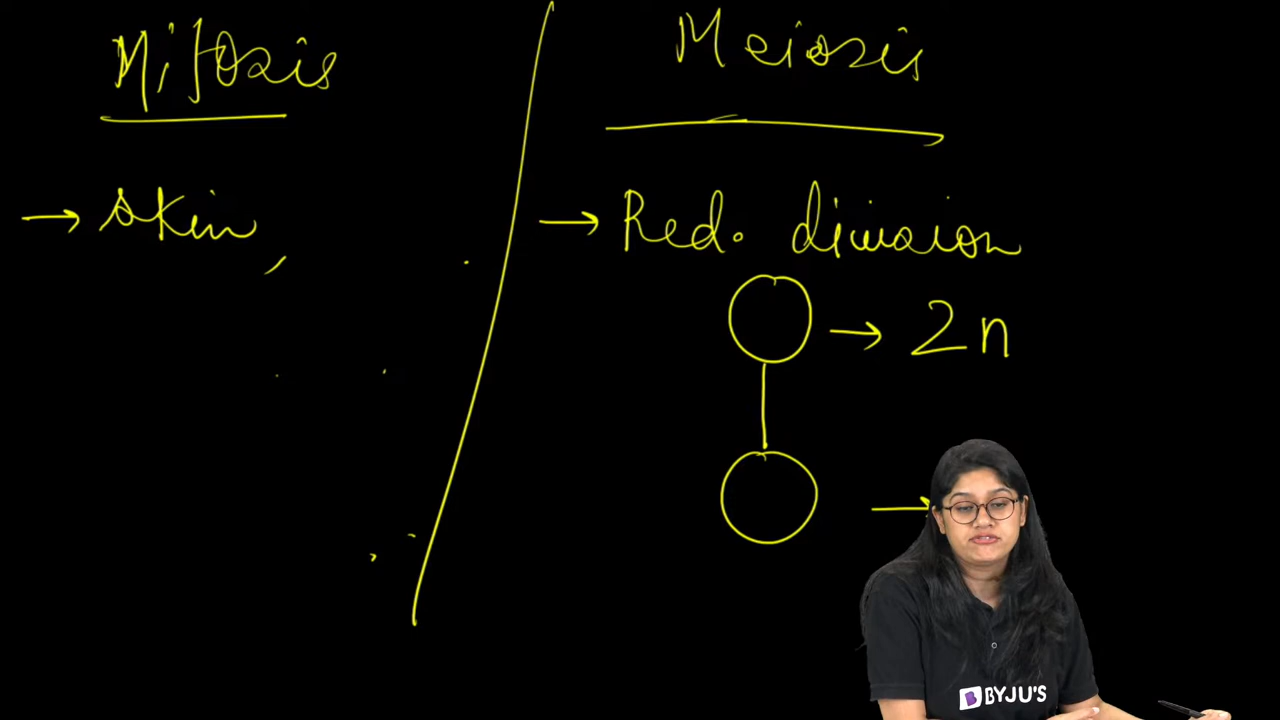 Mitosis
Meiosis
→ skin,
→ Red. division
→ 2n
→
BYJU'S